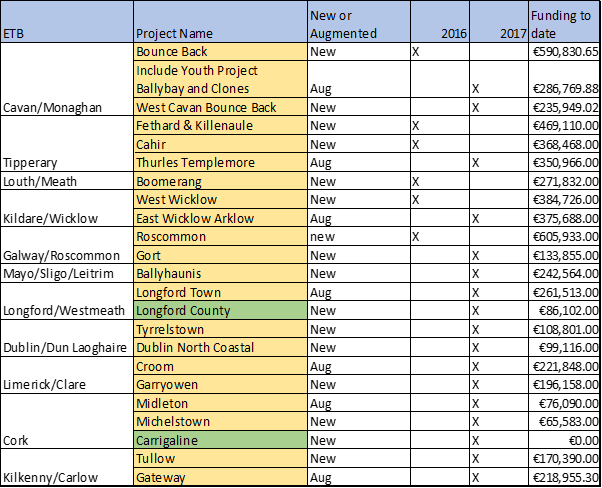 ETB Project Name New or Augmented 2016 2017 Funding to date
Bounce Back New X €590,830.65
Include Youth Project
Ballybay and Clones Aug X €286,769.88
Cavan/Monaghan West Cavan Bounce Back New X €235,949.02
Fethard & Killenaule New X €469,110.00
Cahir New X €368,468.00
Tipperary Thurles Templemore Aug X €350,966.00
Louth/Meath Boomerang New X €271,832.00
West Wicklow New X €384,726.00
Kildare/Wicklow East Wicklow Arklow Aug X €375,688.00
Roscommon new X €605,933.00
Galway/Roscommon Gort New X €133,855.00
Mayo/Sligo/Leitrim Ballyhaunis New X €242,564.00
Longford Town Aug X €261,513.00
Longford/Westmeath Longford County New X €86,102.00
Tyrrelstown New X €108,801.00
Dublin/Dun Laoghaire Dublin North Coastal New X €99,116.00
Croom Aug X €221,848.00
Limerick/Clare Garryowen New X €196,158.00
Midleton Aug X €76,090.00
Michelstown New X €65,583.00
Cork Carrigaline New X €0.00
Tullow New X €170,390.00
Kilkenny/Carlow Gateway Aug X €218,955.30